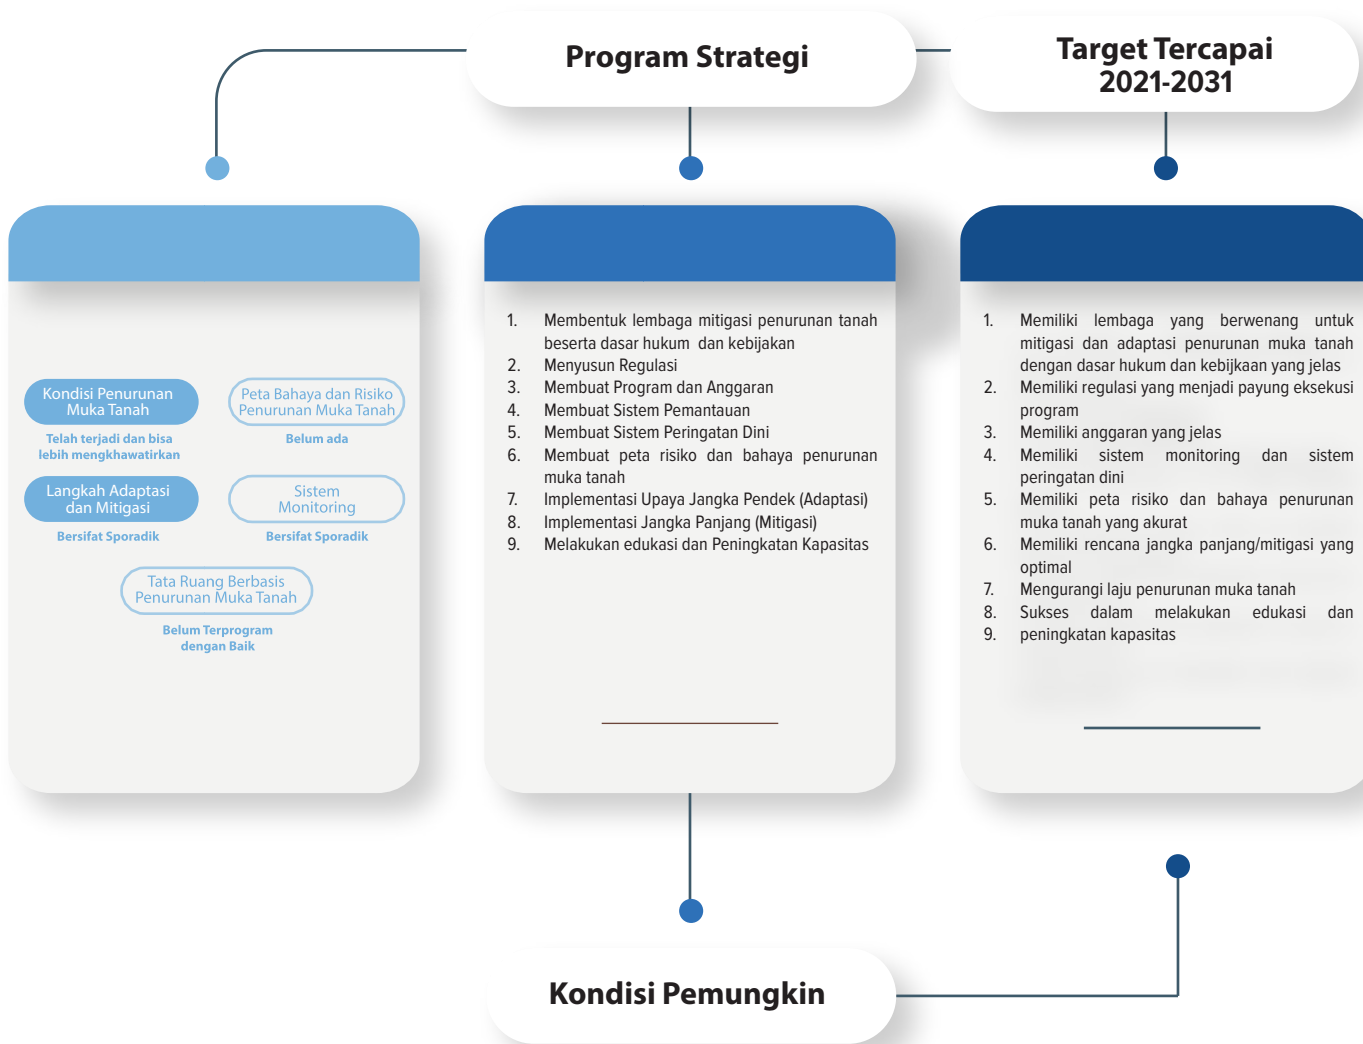 Program Strategi
Target Tercapai
2021-2031
Kondisi Penurunan
Muka Tanah
Telah terjadi dan bisa
lebih mengkhawatirkan
Peta Bahaya dan Risiko
Penurunan Muka Tanah
Belum ada
Langkah Adaptasi
dan Mitigasi
Bersifat Sporadik
Sistem
Monitoring
Bersifat Sporadik
Tata Ruang Berbasis
Penurunan Muka Tanah
Belum Terprogram
dengan Baik
1. Membentuk lembaga mitigasi penurunan tanah
beserta dasar hukum dan kebijakan
2. Menyusun Regulasi
3. Membuat Program dan Anggaran
4. Membuat Sistem Pemantauan
5. Membuat Sistem Peringatan Dini
6. Membuat peta risiko dan bahaya penurunan
muka tanah
7. Implementasi Upaya Jangka Pendek (Adaptasi)
8. Implementasi Jangka Panjang (Mitigasi)
9. Melakukan edukasi dan Peningkatan Kapasitas
1. Memiliki lembaga yang berwenang untuk
mitigasi dan adaptasi penurunan muka tanah
dengan dasar hukum dan kebijkaan yang jelas
2. Memiliki regulasi yang menjadi payung eksekusi
program
3. Memiliki anggaran yang jelas
4. Memiliki sistem monitoring dan sistem
peringatan dini
5. Memiliki peta risiko dan bahaya penurunan
muka tanah yang akurat
6. Memiliki rencana jangka panjang/mitigasi yang
optimal
7. Mengurangi laju penurunan muka tanah
8. Sukses dalam melakukan edukasi dan
9. peningkatan kapasitas
Kondisi Pemungkin